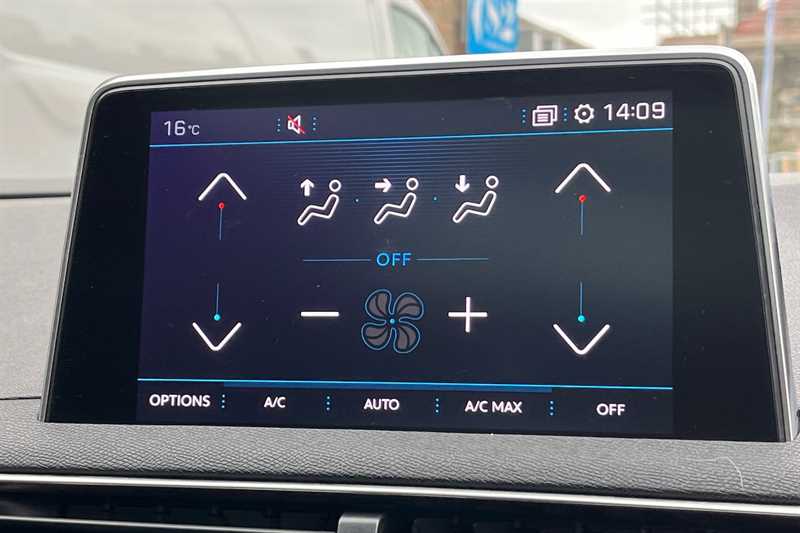 16°C
14:09
OFF
OPTIONS
A/C
AUTO
A/C MAX
OFF